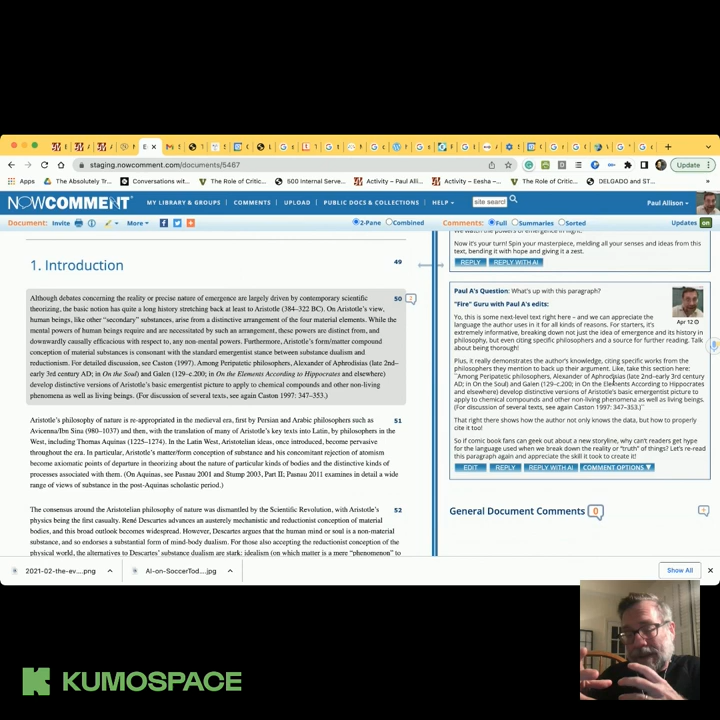 staging.nowcomment.com/documents/5467
Update
Apps
The Absolutely Tr...
Conversations wit...
The Role of Critic...
500 Internal Serve...
Activity – Paul Alli...
Activity – Eesha –...
The Role of Critic...
DELGADO and ST...
NOWCOMMENT
MY LIBRARY & GROUPS
COMMENTS
UPLOAD
PUBLIC DOCS & COLLECTIONS
HELP
site search
Paul Allison
Document: Invite
More
2-Pane Combined
Comments: Full Summaries Sorted
Updates on
1. Introduction
49
Although debates concerning the reality or precise nature of emergence are largely driven by contemporary scientific
50
theorizing, the basic notion has quite a long history stretching back at least to Aristotle (384–322 BC). On Aristotle's view,
human beings, like other "secondary" substances, arise from a distinctive arrangement of the four material elements. While the
mental powers of human beings require and are necessitated by such an arrangement, these powers are distinct from, and
downwardly causally efficacious with respect to, any non-mental powers. Furthermore, Aristotle's form/matter compound
conception of material substances is consonant with the standard emergentist stance between substance dualism and
reductionism. For detailed discussion, see Caston (1997). Among Peripatetic philosophers, Alexander of Aphrodisias (late 2nd–
early 3rd century AD; in On the Soul) and Galen (129–c.200; in On the Elements According to Hippocrates and elsewhere)
develop distinctive versions of Aristotle's basic emergentist picture to apply to chemical compounds and other non-living
phenomena as well as living beings. (For discussion of several texts, see again Caston 1997: 347–353.)
Aristotle's philosophy of nature is re-appropriated in the medieval era, first by Persian and Arabic philosophers such as
51
Avicenna/Ibn Sina (980–1037) and then, with the translation of many of Aristotle's key texts into Latin, by philosophers in the
West, including Thomas Aquinas (1225–1274). In the Latin West, Aristotelian ideas, once introduced, become pervasive
throughout the era. In particular, Aristotle's matter/form conception of substance and his concomitant rejection of atomism
become axiomatic points of departure in theorizing about the nature of particular kinds of bodies and the distinctive kinds of
processes associated with them. (On Aquinas, see Pasnau 2001 and Stump 2003, Part II; Pasnau 2011 examines in detail a wide
range of views of substance in the post-Aquinas scholastic period.)
The consensus around the Aristotelian philosophy of nature was dismantled by the Scientific Revolution, with Aristotle's
52
physics being the first casualty. René Descartes advances an austerely mechanistic and reductionist conception of material
bodies, and this broad outlook becomes widespread. However, Descartes argues that the human mind or soul is a non-material
substance, and so endorses a substantial form of mind-body dualism. For those also accepting the reductionist conception of
the physical world, the alternatives to Descartes' substance dualism are stark: idealism (on which matter is a mere "phenomenon" to
Now it's your turn! Spin your masterpiece, melding all your senses and ideas from this
text, bending it with hope and giving it a zest.
REPLY REPLY WITH AI
Paul A's Question: What's up with this paragraph?
"Fire" Guru with Paul A's edits:
Apr 12
Yo, this is some next-level text right here – and we can appreciate the
language the author uses in it for all kinds of reasons. For starters, it's
extremely informative, breaking down not just the idea of emergence and its history in
philosophy, but even citing specific philosophers and a source for further reading. Talk
about being thorough!
Plus, it really demonstrates the author's knowledge, citing specific works from the
philosophers they mention to back up their argument. Like, take this section here:
"Among Peripatetic philosophers, Alexander of Aphrodisias (late 2nd–early 3rd century
AD; in On the Soul) and Galen (129–c.200; in On the Elements According to Hippocrates
and elsewhere) develop distinctive versions of Aristotle's basic emergentist picture to
apply to chemical compounds and other non-living phenomena as well as living beings.
(For discussion of several texts, see again Caston 1997: 347–353.)"
That right there shows how the author not only knows the data, but how to properly
cite it too!
So if comic book fans can geek out about a new storyline, why can't readers get hype
for the language used when we break down the reality or "truth" of things? Let's re-read
this paragraph again and appreciate the skill it took to create it!
EDIT REPLY REPLY WITH AI COMMENT OPTIONS
General Document Comments 0
2021-02-the-ev....png
AI-on-SoccerTod....jpg
Show All
KUMOSPACE